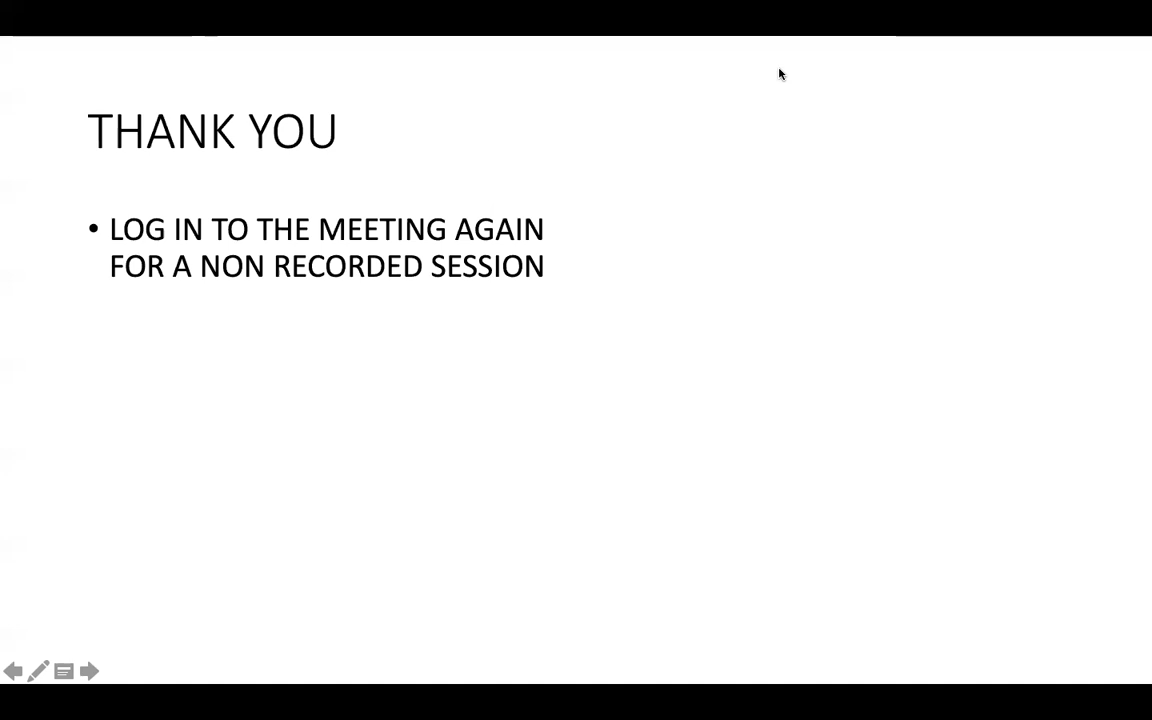 THANK YOU
• LOG IN TO THE MEETING AGAIN
FOR A NON RECORDED SESSION